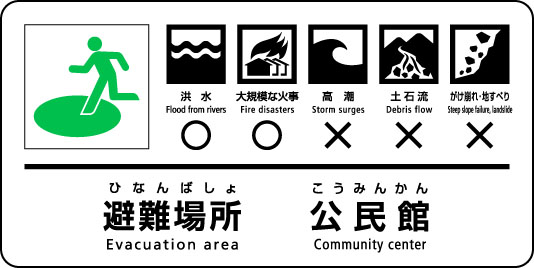 洪水 大規模な火事 高潮 土石流 がけ崩れ・地すべり
Flood from rivers Fire disasters Storm surges Debris flow Steep slope failure, landslide
○ ○ × × ×
ひなんばしょ こうみんかん
避難場所 公民館
Evacuation area Community center